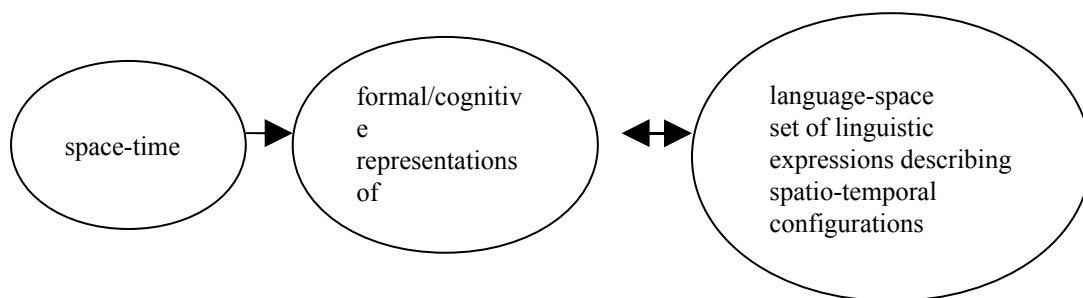 space-time
formal/cognitiv
e
representations
of
language-space
set of linguistic
expressions describing
spatio-temporal
configurations